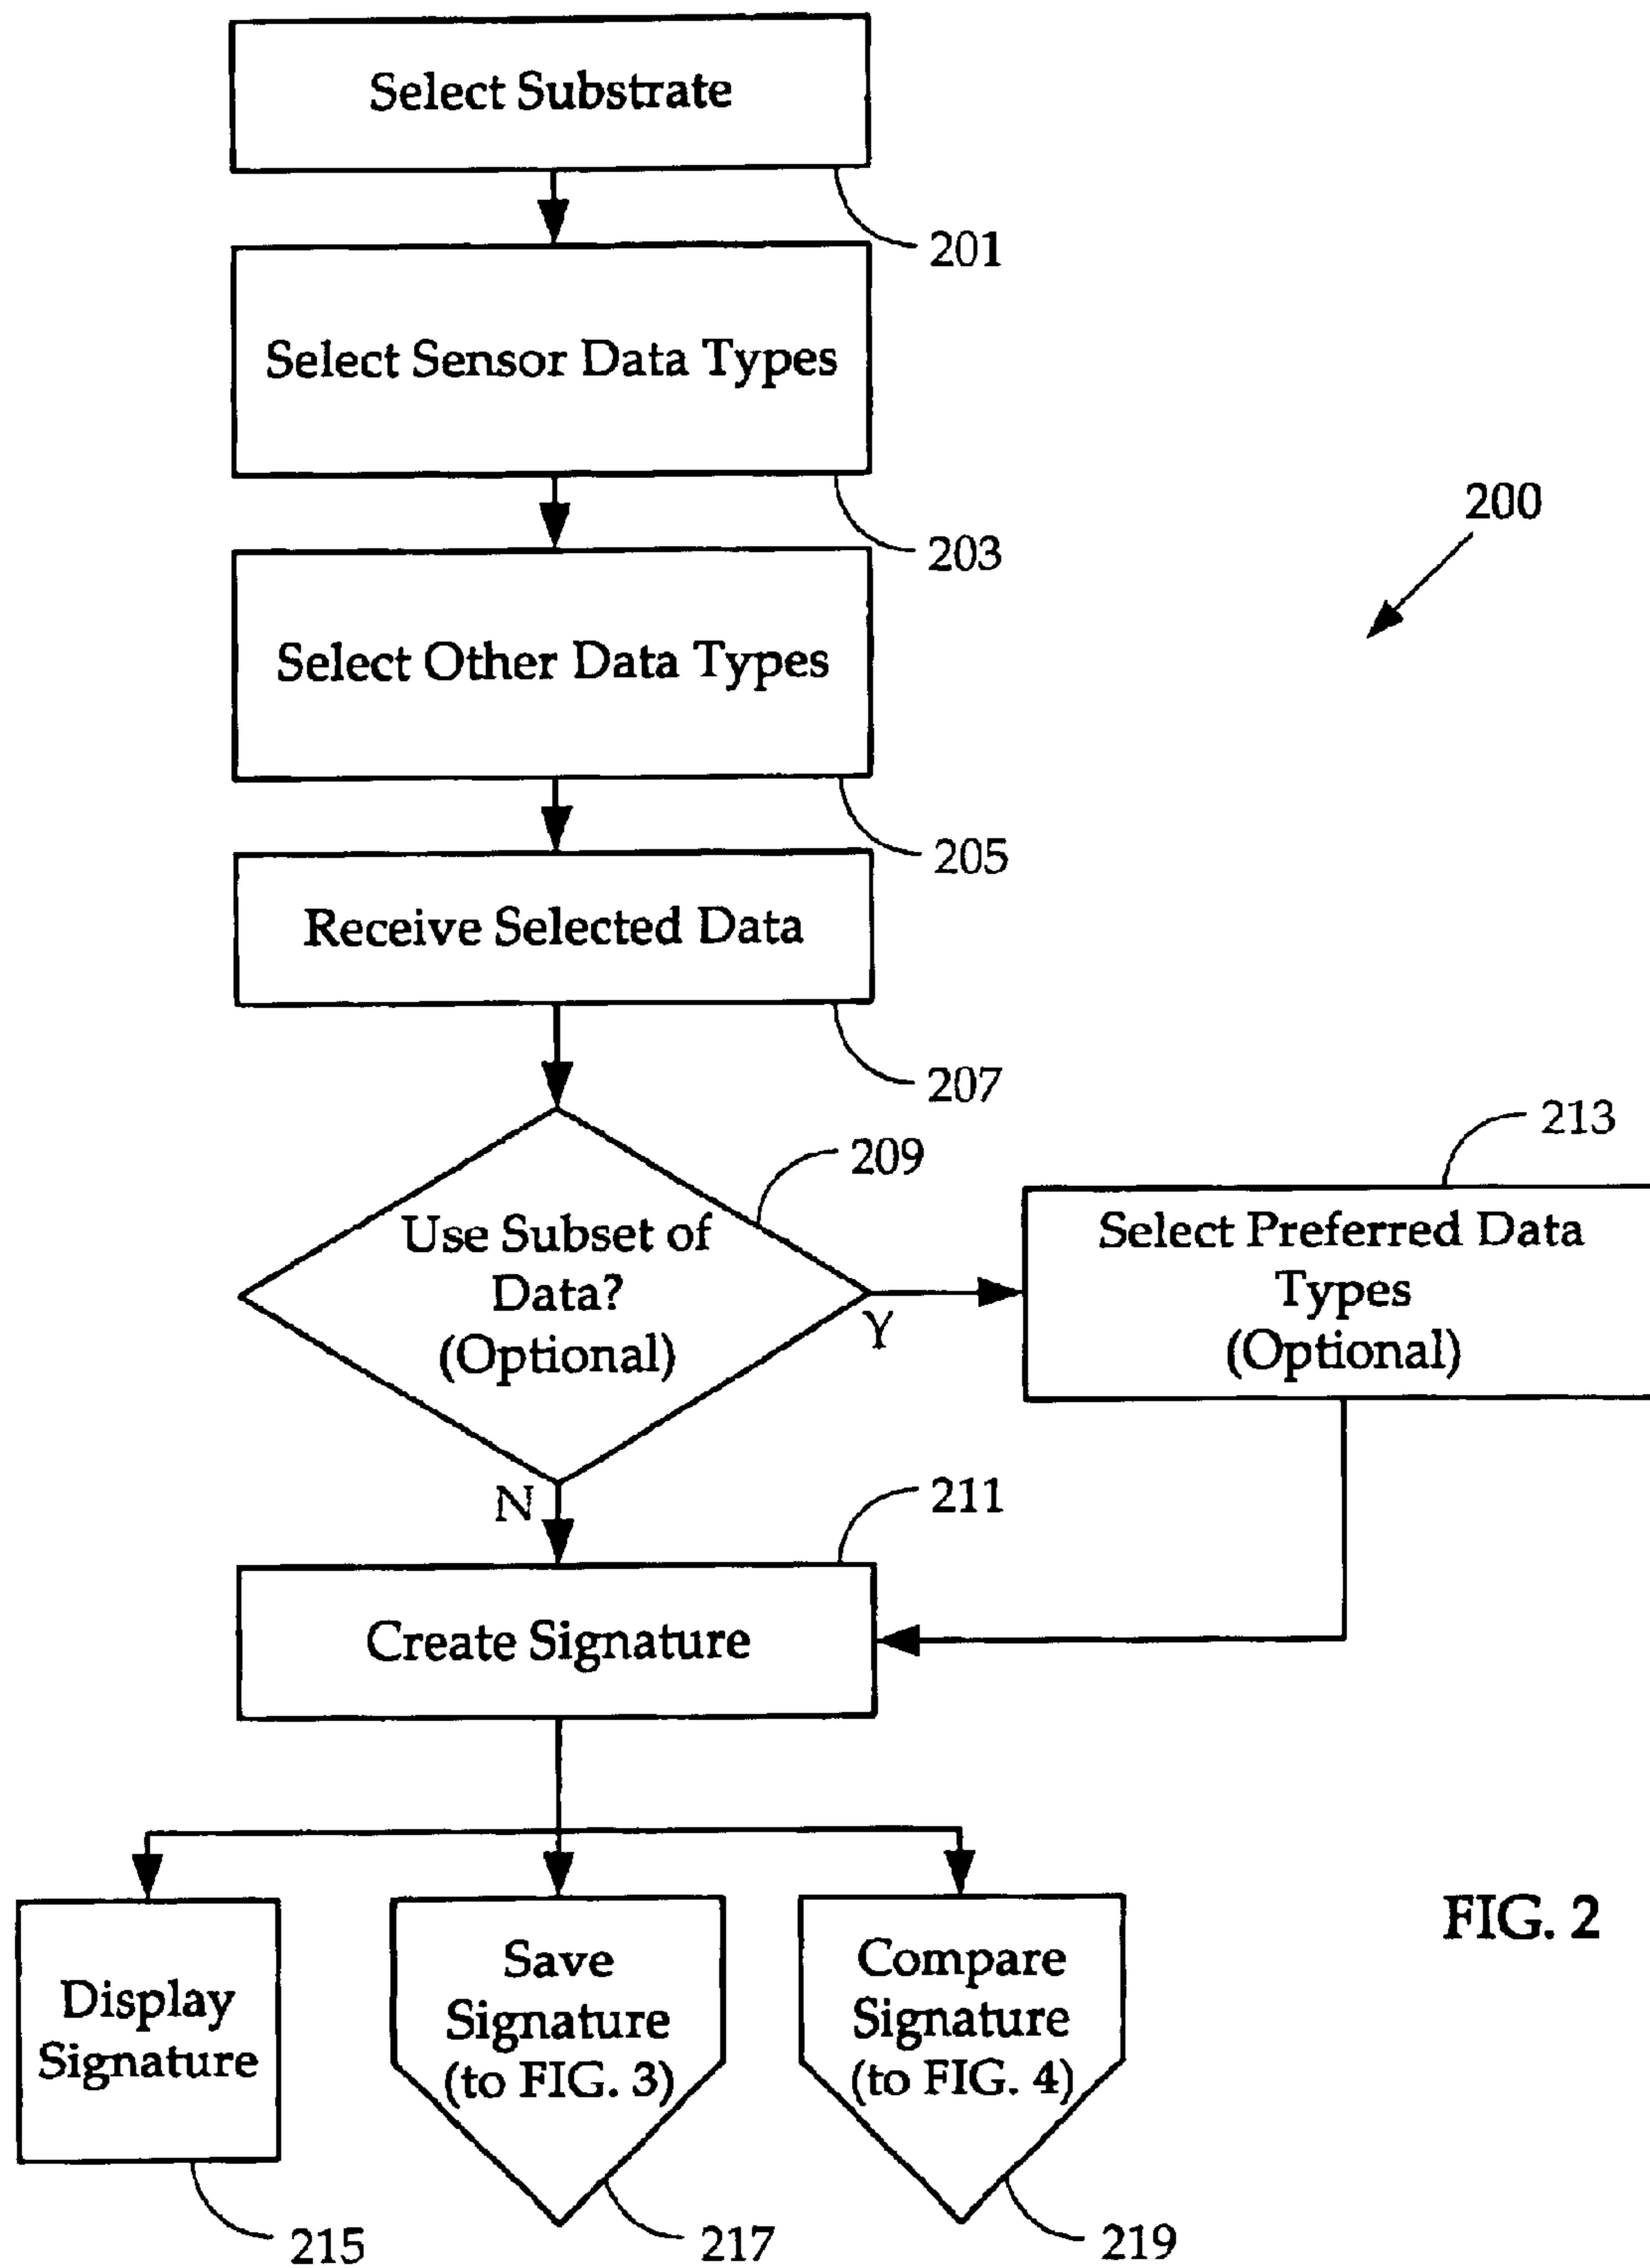 Select Substrate
201
Select Sensor Data Types
203
200
Select Other Data Types
205
Receive Selected Data
207
209
213
Use Subset of
Data?
(Optional)
Y
Select Preferred Data
Types
(Optional)
N
211
Create Signature
Display
Signature
215
Save
Signature
(to FIG. 3)
217
Compare
Signature
(to FIG. 4)
219
FIG. 2